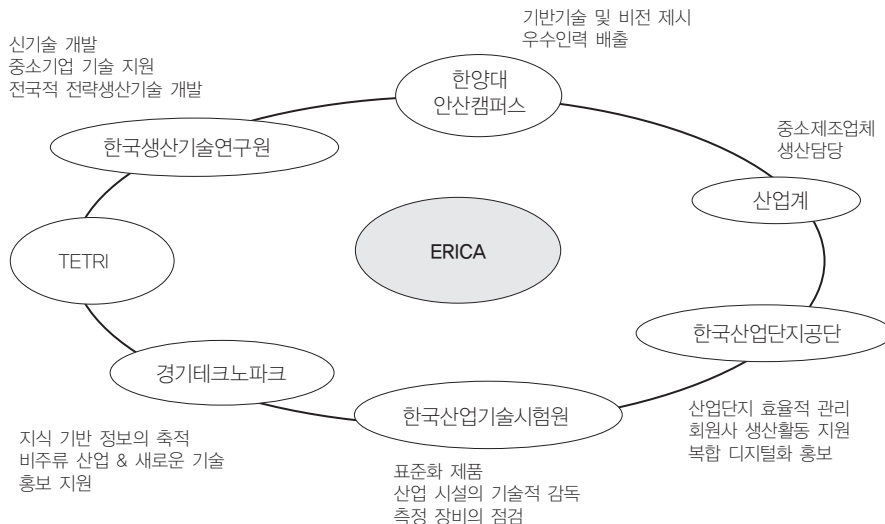 기반기술 및 비전 제시
우수인력 배출
신기술 개발
중소기업 기술 지원
전국적 전략생산기술 개발
한양대
안산캠퍼스
한국생산기술연구원
중소제조업체
생산담당
산업계
TETRI
ERICA
한국산업단지공단
경기테크노파크
한국산업기술시험원
산업단지 효율적 관리
회원사 생산활동 지원
복합 디지털화 홍보
지식 기반 정보의 축적
비주류 산업 & 새로운 기술
홍보 지원
표준화 제품
산업 시설의 기술적 감독
측정 장비의 점검